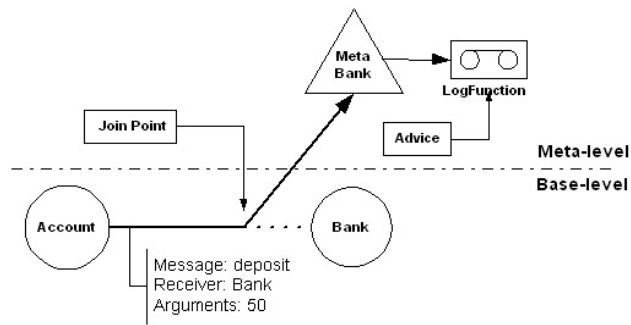 Meta
Bank
LogFunction
Join Point
Advice
Meta-level
Base-level
Account
Bank
Message: deposit
Receiver: Bank
Arguments: 50